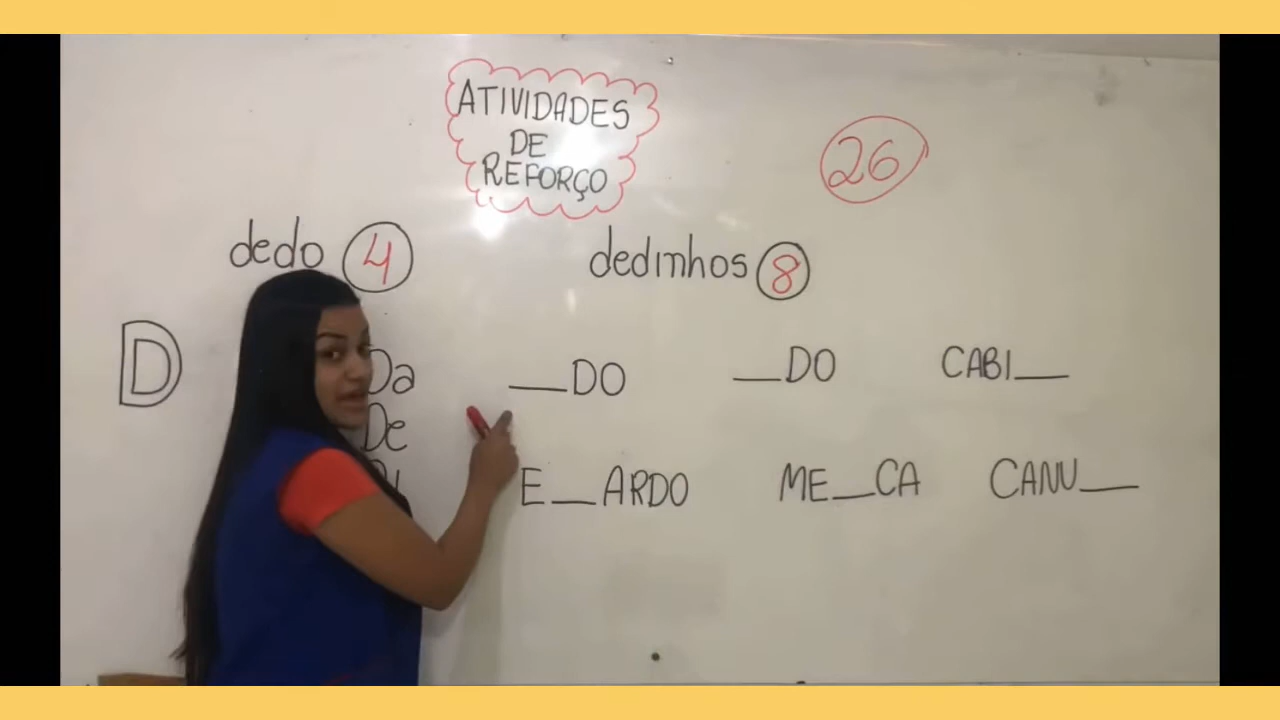 ATIVIDADES
DE
REFORÇO
26
dedo 4
dedinhos 8
D
Da
De
__DO
__DO
CABI__
E__ARDO
ME__CA
CANU__